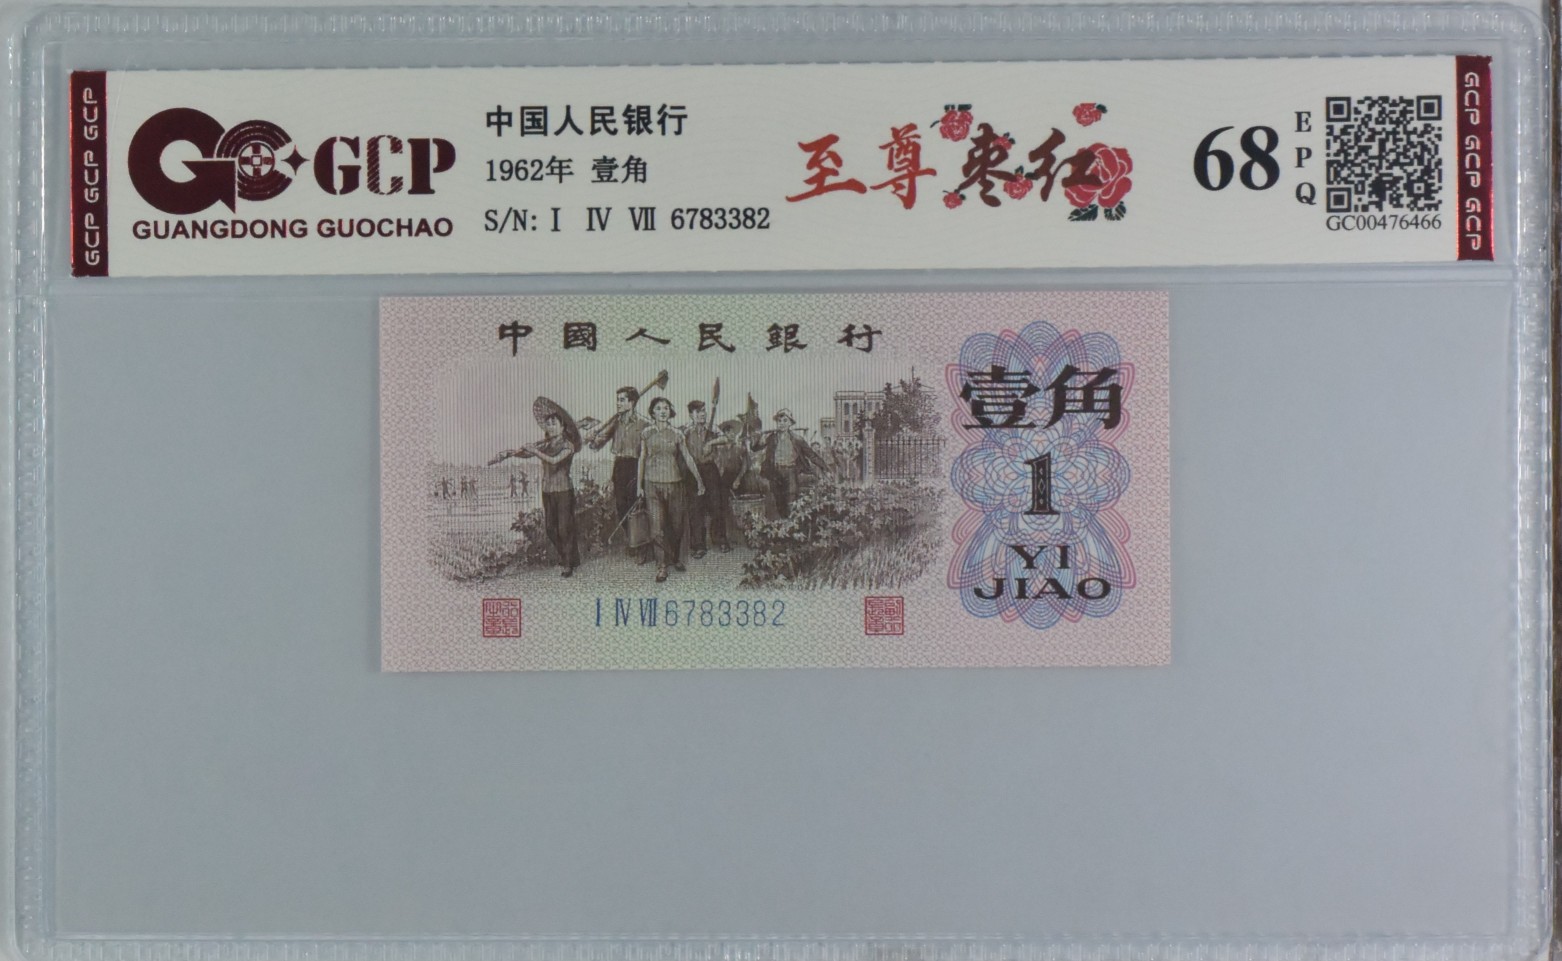 GCP GCP GCP
GCP
GUANGDONG GUOCHAO
中国人民银行
1962年 壹角
S/N: I IV VII 6783382
至尊枣红
68
EPQ
GC00476466
GCP GCP GCP
中國人民銀行
壹角
1
YI
JIAO
I IV VII 6783382